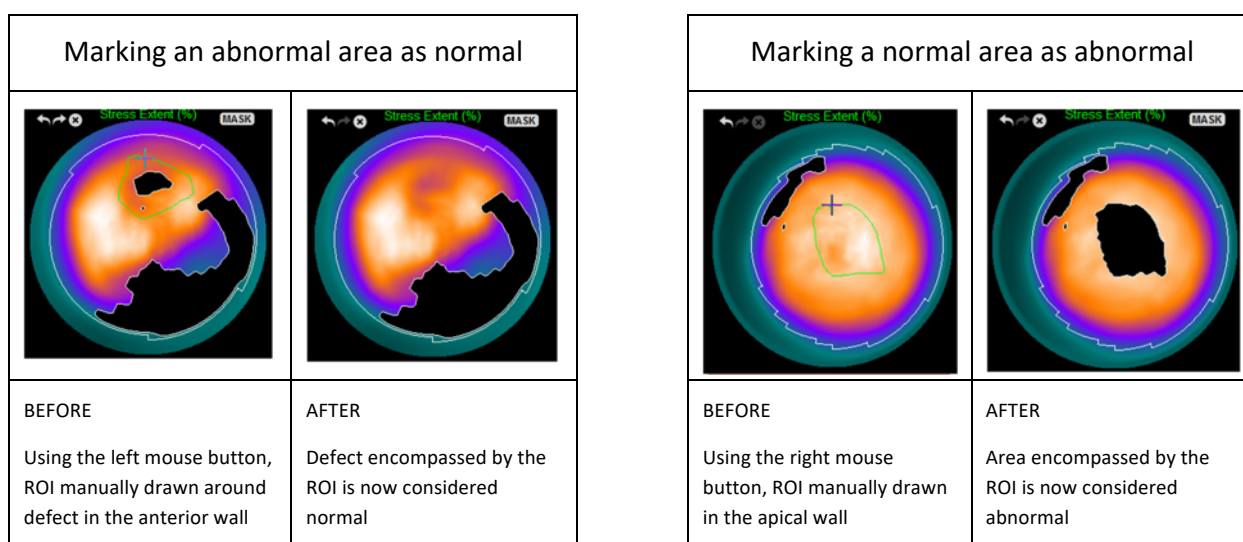 Marking an abnormal area as normal
Stress Extent (%)
MASK
Stress Extent (%)
MASK
BEFORE
Using the left mouse button,
ROI manually drawn around
defect in the anterior wall
AFTER
Defect encompassed by the
ROI is now considered
normal
Marking a normal area as abnormal
Stress Extent (%)
Stress Extent (%)
MASK
BEFORE
Using the right mouse
button, ROI manually drawn
in the apical wall
AFTER
Area encompassed by the
ROI is now considered
abnormal